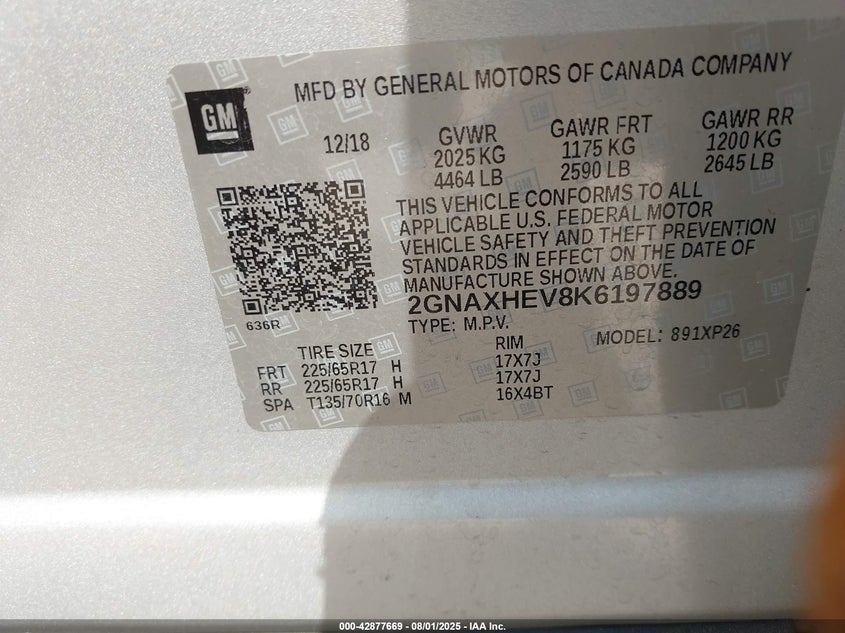 MFD BY GENERAL MOTORS OF CANADA COMPANY
GM
12/18
GVWR
2025 KG
4464 LB
GAWR FRT
1175 KG
2590 LB
GAWR RR
1200 KG
2645 LB
THIS VEHICLE CONFORMS TO ALL
APPLICABLE U.S. FEDERAL MOTOR
VEHICLE SAFETY AND THEFT PREVENTION
STANDARDS IN EFFECT ON THE DATE OF
MANUFACTURE SHOWN ABOVE.
2GNAXHEV8K6197889
636R
TYPE: M.P.V.
MODEL: 891XP26
TIRE SIZE RIM
FRT 225/65R17 H 17X7J
RR 225/65R17 H 17X7J
SPA T135/70R16 M 16X4BT
000-42877669 - 08/01/2025 - IAA Inc.